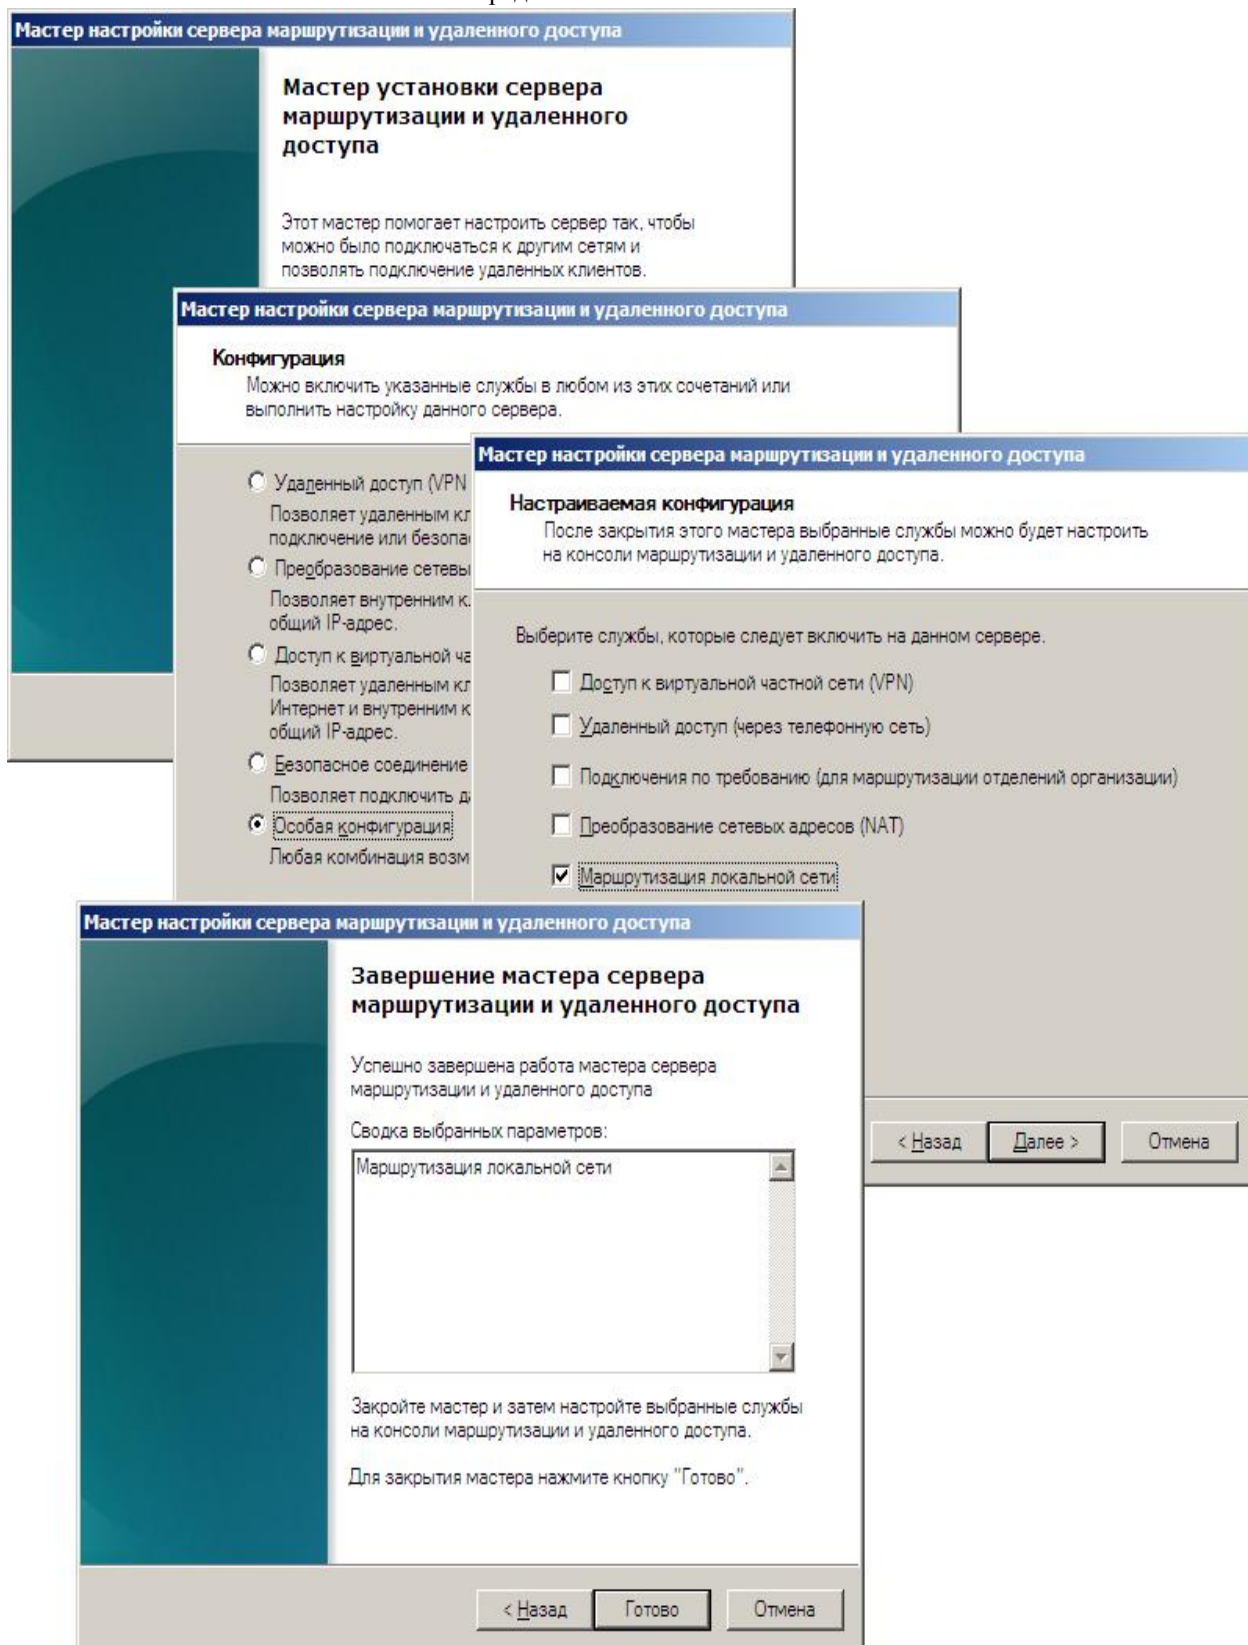 Мастер настройки сервера маршрутизации и удаленного доступа
Мастер установки сервера
маршрутизации и удаленного
доступа
Этот мастер помогает настроить сервер так, чтобы
можно было подключаться к другим сетям и
позволять подключение удаленных клиентов.
Мастер настройки сервера маршрутизации и удаленного доступа
Конфигурация
Можно включить указанные службы в любом из этих сочетаний или
выполнить настройку данного сервера.
Удаленный доступ (VPN
Позволяет удаленным кл
подключение или безопа
Преобразование сетевы
Позволяет внутренним к
общий IP-адрес.
Доступ к виртуальной ча
Позволяет удаленным кл
Интернет и внутренним к
общий IP-адрес.
Безопасное соединение
Позволяет подключить д
Особая конфигурация
Любая комбинация возм
Мастер настройки сервера маршрутизации и удаленного доступа
Настраиваемая конфигурация
После закрытия этого мастера выбранные службы можно будет настроить
на консоли маршрутизации и удаленного доступа.
Выберите службы, которые следует включить на данном сервере.
Доступ к виртуальной частной сети (VPN)
Удаленный доступ (через телефонную сеть)
Подключения по требованию (для маршрутизации отделений организации)
Преобразование сетевых адресов (NAT)
Маршрутизация локальной сети
< Назад Далее > Отмена
Мастер настройки сервера маршрутизации и удаленного доступа
Завершение мастера сервера
маршрутизации и удаленного доступа
Успешно завершена работа мастера сервера
маршрутизации и удаленного доступа
Сводка выбранных параметров:
Маршрутизация локальной сети
Закройте мастер и затем настройте выбранные службы
на консоли маршрутизации и удаленного доступа.
Для закрытия мастера нажмите кнопку "Готово".
< Назад Готово Отмена